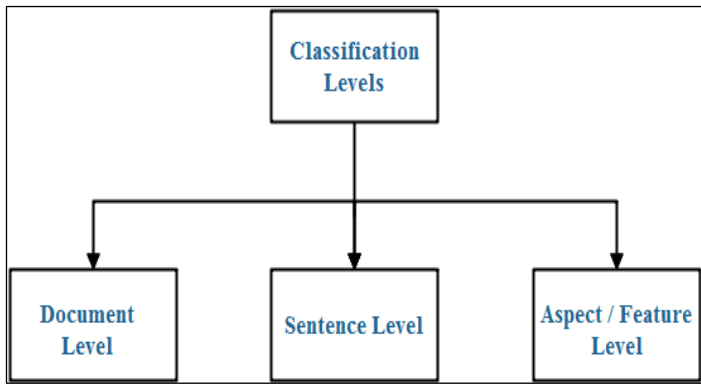 Classification
Levels
Document
Level
Sentence Level
Aspect / Feature
Level